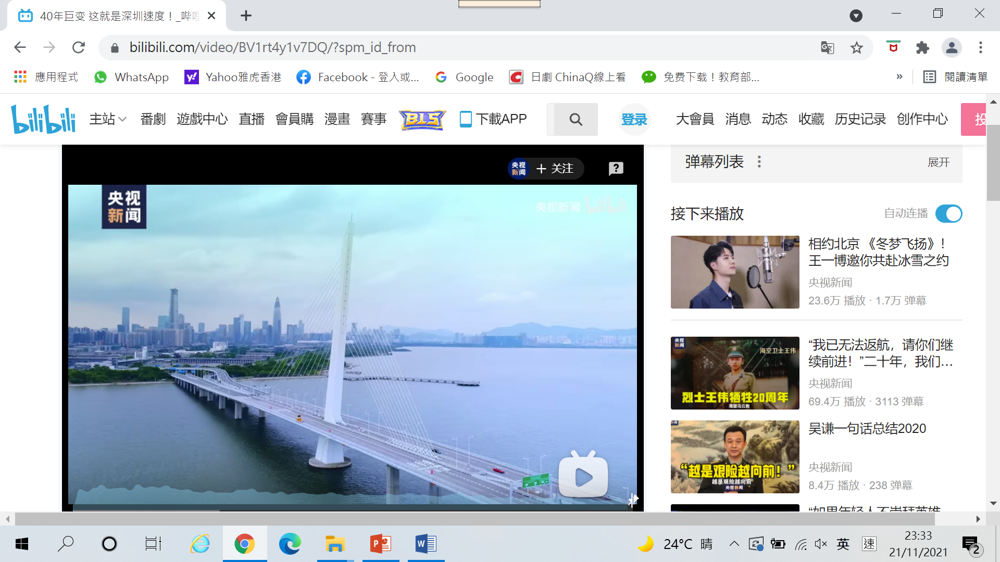 40年巨变 这就是深圳速度！_哔哩
bilibili.com/video/BV1rt4y1v7DQ/?spm_id_from
應用程式
WhatsApp
Yahoo雅虎香港
Facebook - 登入或...
Google
日劇 ChinaQ線上看
免费下载！教育部...
»
閱讀清單
bilibili
主站
番劇
遊戲中心
直播
會員購
漫畫
賽事
BLS
下載APP
登录
大會員
消息
动态
收藏
历史记录
创作中心
投
央视
新闻
+ 关注
央视
新闻
央视新闻 bilibili
弹幕列表
展开
接下来播放
自动连播
相约北京 《冬梦飞扬》！
王一博邀你共赴冰雪之约
央视新闻
23.6万 播放 · 1.7万 弹幕
央视
新闻
海空卫士王伟
烈士王伟牺牲20周年
渴望乌云散
“我已无法返航，请你们继
续前进！”二十年，我们...
央视新闻
69.4万 播放 · 3113 弹幕
新闻
“越是艰险越向前！”
越是艰险越向前
央视新闻
吴谦一句话总结2020
央视新闻
8.4万 播放 · 238 弹幕
24°C 晴
英
速
23:33
21/11/2021
2